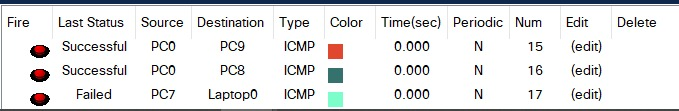 Fire Last Status Source Destination Type Color Time(sec) Periodic Num Edit Delete
Successful PC0 PC9 ICMP 0.000 N 15 (edit)
Successful PC0 PC8 ICMP 0.000 N 16 (edit)
Failed PC7 Laptop0 ICMP 0.000 N 17 (edit)